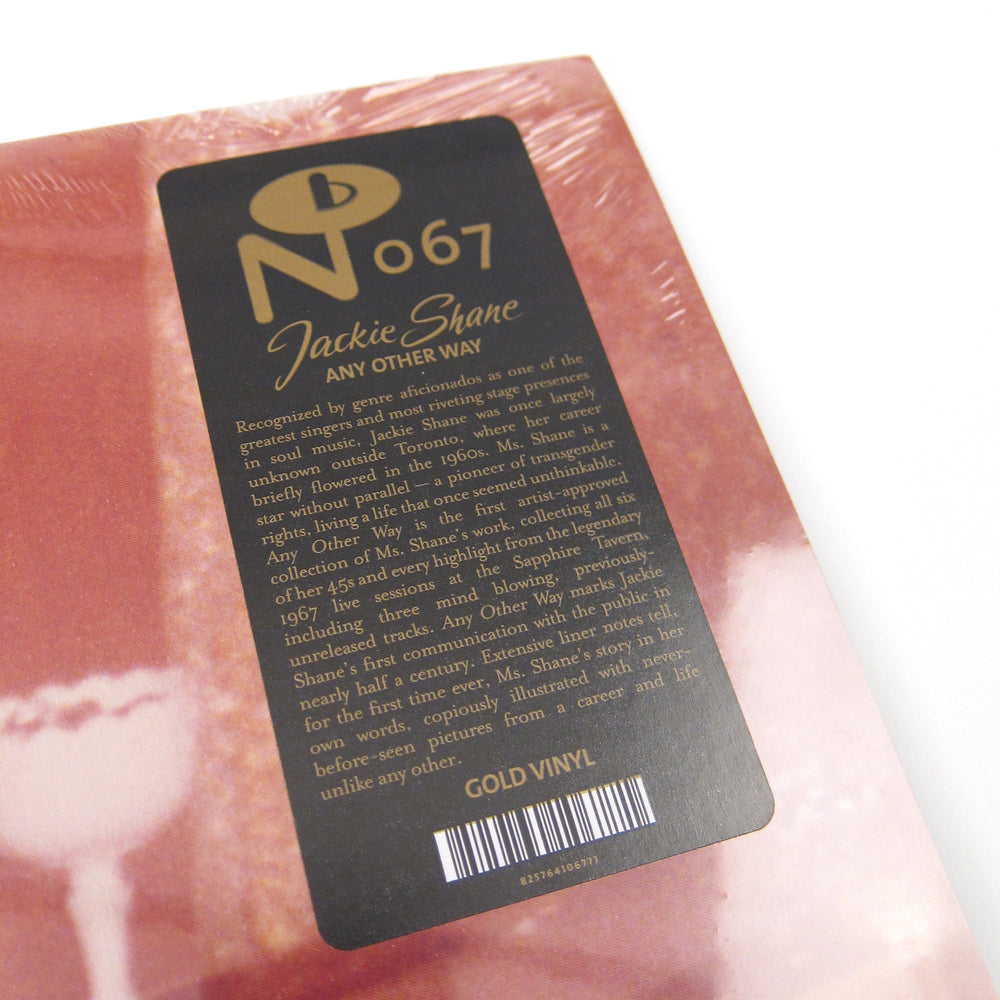 No67
Jackie Shane
ANY OTHER WAY
Recognized by genre aficionados as one of the
greatest singers and most riveting stage presences
in soul music, Jackie Shane was once largely
unknown outside Toronto, where her career
briefly flowered in the 1960s. Ms. Shane is a
star without parallel — a pioneer of transgender
rights, living a life that once seemed unthinkable.
Any Other Way is the first artist-approved
collection of Ms. Shane's work, collecting all six
of her 45s and every highlight from the legendary
1967 live sessions at the Sapphire Tavern,
including three mind blowing, previously-
unreleased tracks. Any Other Way marks Jackie
Shane's first communication with the public in
nearly half a century. Extensive liner notes tell,
for the first time ever, Ms. Shane's story in her
own words, copiously illustrated with never-
before-seen pictures from a career and life
unlike any other.
GOLD VINYL
825764106771